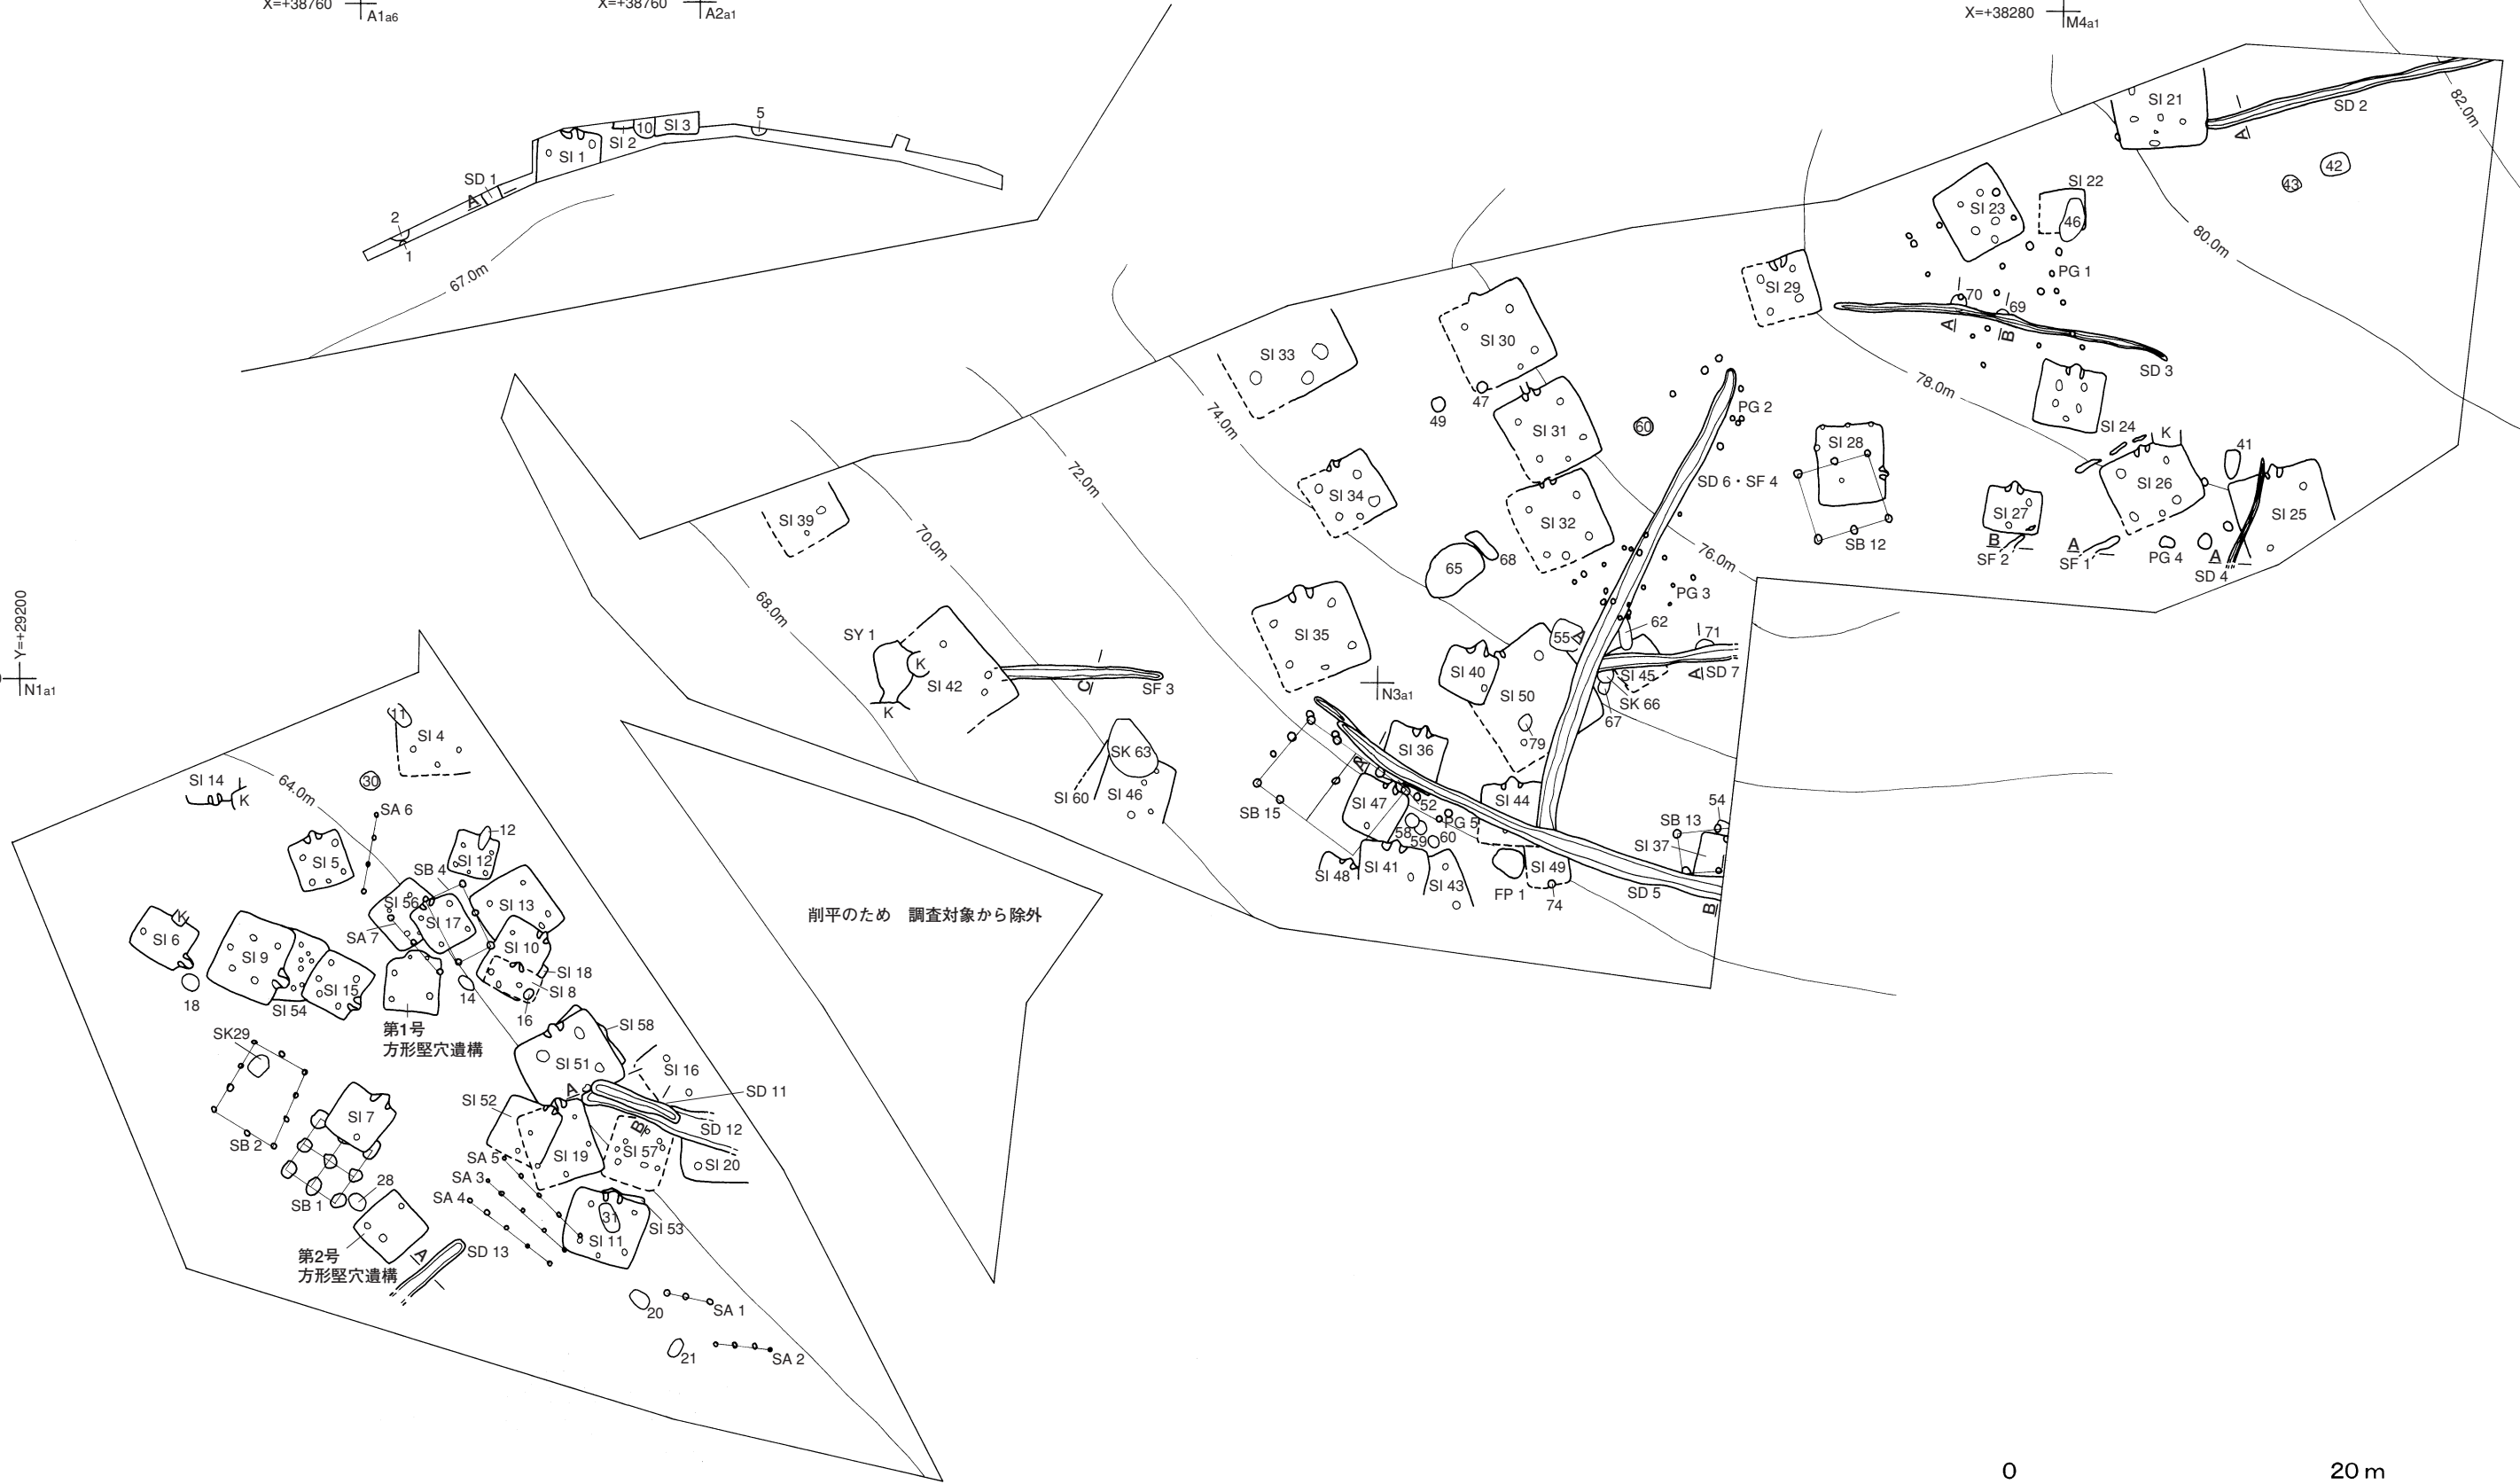 X=+38760
A1a6
X=+38760
A2a1
X=+38280
M4a1
5
10
SI 3
SI 2
SI 1
SD 1
A
2
1
67.0m
SI 21
SD 2
A
82.0m
42
43
SI 22
SI 23
46
80.0m
PG 1
SI 29
70
69
A
B
SD 3
78.0m
SI 24
SI 30
SI 33
47
49
74.0m
SI 31
60
PG 2
SI 28
K
41
SI 26
SI 25
SI 27
SD 6・SF 4
SI 34
72.0m
SI 32
SI 39
70.0m
68
65
76.0m
SB 12
B
SF 2
A
SF 1
PG 4
A
SD 4
PG 3
68.0m
Y=+29200
N1a1
SY 1
K
SI 42
K
C
SF 3
SI 35
55
A
62
71
SI 40
SI 45
A
SD 7
SI 50
SK 66
67
N3a1
79
SI 36
A
SK 63
SI 60
SI 46
SB 15
SI 47
52
SI 44
PG 5
58
59
60
54
SB 13
SI 37
SI 48
SI 41
SI 43
FP 1
SI 49
74
SD 5
B
11
SI 4
SI 14
K
30
64.0m
SA 6
12
SI 5
SI 12
SB 4
SI 56
SI 17
SI 13
K
SI 6
SA 7
SI 10
SI 9
SI 15
SI 18
SI 8
18
SI 54
14
16
第1号
方形竪穴遺構
SK29
SI 58
SI 51
SI 16
A
SD 11
SI 52
SI 7
SB 2
B
SD 12
SI 19
SI 57
SI 20
SA 5
SA 3
SA 4
28
SB 1
31
SI 53
SI 11
第2号
方形竪穴遺構
A
SD 13
20
SA 1
21
SA 2
削平のため　調査対象から除外
0
20 m